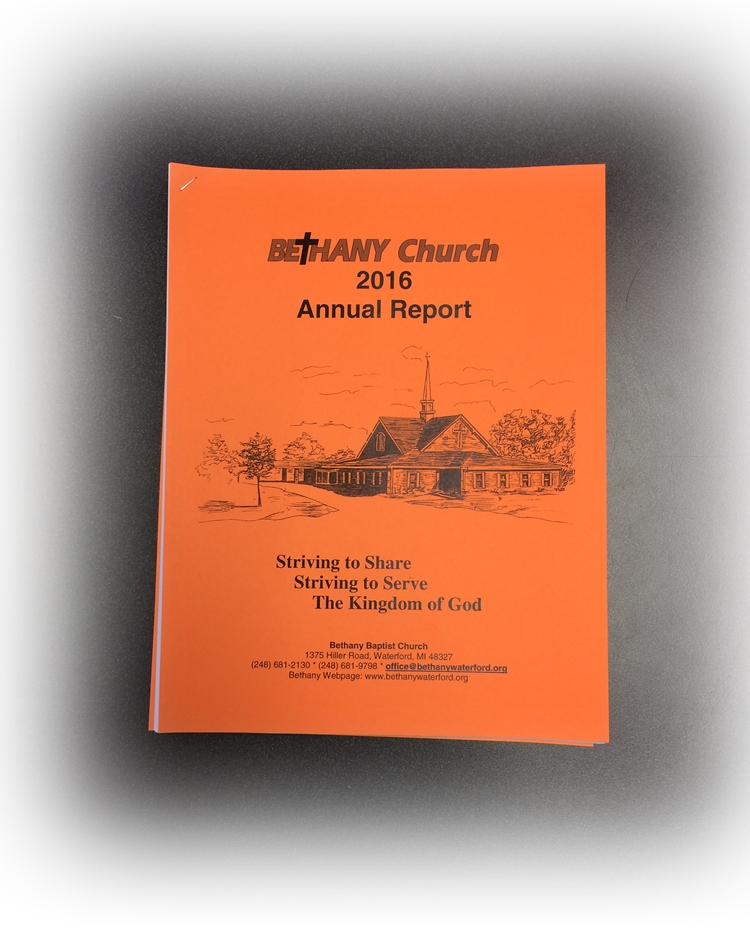 BETHANY Church
2016
Annual Report
Striving to Share
Striving to Serve
The Kingdom of God
Bethany Baptist Church
1375 Hiller Road, Waterford, MI 48327
(248) 681-2130 * (248) 681-9798 * office@bethanywaterford.org
Bethany Webpage: www.bethanywaterford.org